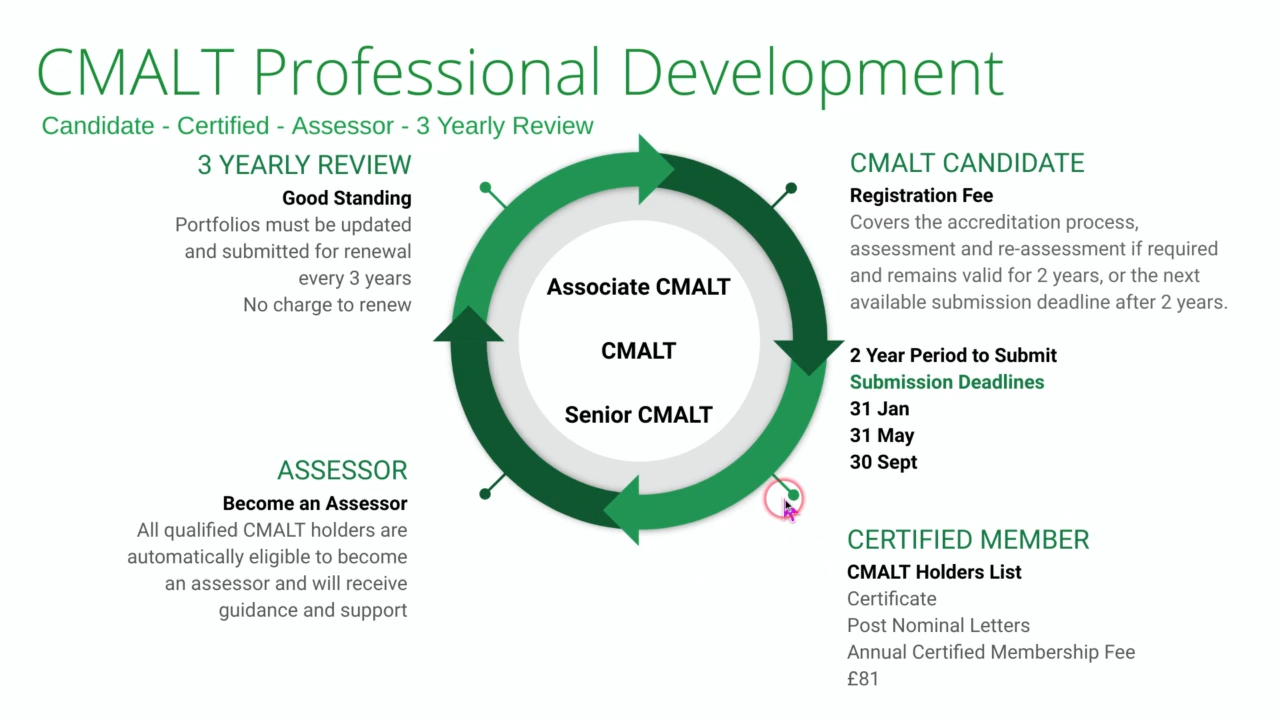 CMALT Professional Development
Candidate - Certified - Assessor - 3 Yearly Review
3 YEARLY REVIEW
Good Standing
Portfolios must be updated
and submitted for renewal
every 3 years
No charge to renew
Associate CMALT
CMALT
Senior CMALT
CMALT CANDIDATE
Registration Fee
Covers the accreditation process,
assessment and re-assessment if required
and remains valid for 2 years, or the next
available submission deadline after 2 years.
2 Year Period to Submit
Submission Deadlines
31 Jan
31 May
30 Sept
ASSESSOR
Become an Assessor
All qualified CMALT holders are
automatically eligible to become
an assessor and will receive
guidance and support
CERTIFIED MEMBER
CMALT Holders List
Certificate
Post Nominal Letters
Annual Certified Membership Fee
£81